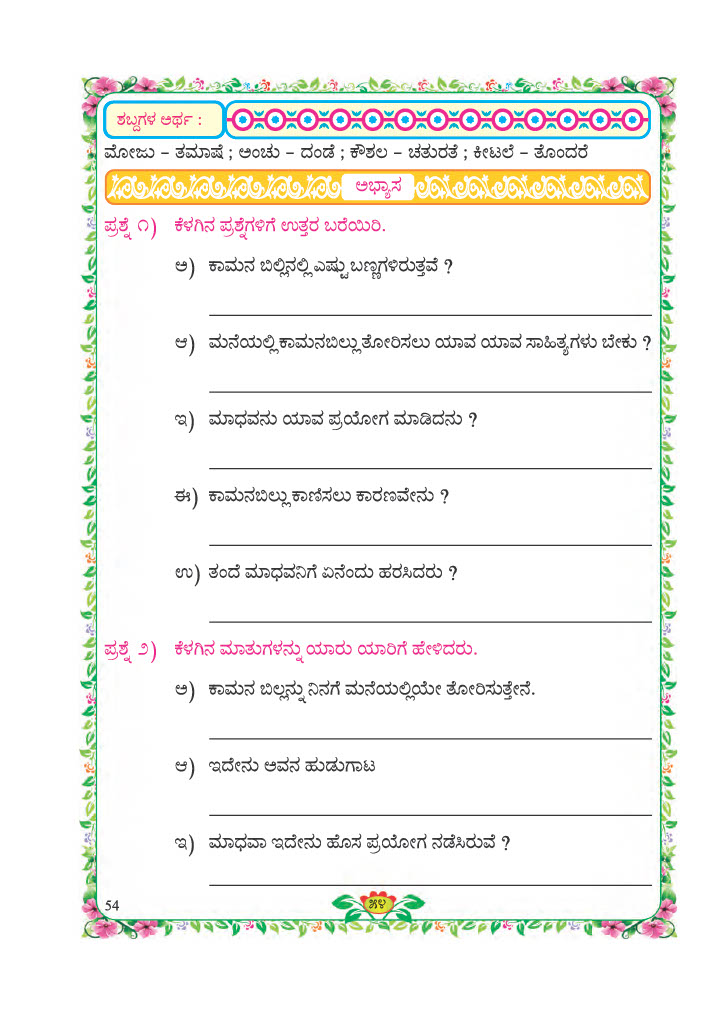 ಶಬ್ದಗಳ ಅರ್ಥ :
ಮೋಜು – ತಮಾಷೆ ; ಅಂಚು – ದಂಡೆ ; ಕೌಶಲ – ಚತುರತೆ ; ಕೀಟಲೆ – ತೊಂದರೆ
ಅಭ್ಯಾಸ
ಪ್ರಶ್ನೆ ೧) ಕೆಳಗಿನ ಪ್ರಶ್ನೆಗಳಿಗೆ ಉತ್ತರ ಬರೆಯಿರಿ.
ಅ) ಕಾಮನ ಬಿಲ್ಲಿನಲ್ಲಿ ಎಷ್ಟು ಬಣ್ಣಗಳಿರುತ್ತವೆ ?
ಆ) ಮನೆಯಲ್ಲಿ ಕಾಮನಬಿಲ್ಲು ತೋರಿಸಲು ಯಾವ ಯಾವ ಸಾಹಿತ್ಯಗಳು ಬೇಕು ?
ಇ) ಮಾಧವನು ಯಾವ ಪ್ರಯೋಗ ಮಾಡಿದನು ?
ಈ) ಕಾಮನಬಿಲ್ಲು ಕಾಣಿಸಲು ಕಾರಣವೇನು ?
ಉ) ತಂದೆ ಮಾಧವನಿಗೆ ಏನೆಂದು ಹರಸಿದರು ?
ಪ್ರಶ್ನೆ ೨) ಕೆಳಗಿನ ಮಾತುಗಳನ್ನು ಯಾರು ಯಾರಿಗೆ ಹೇಳಿದರು.
ಅ) ಕಾಮನ ಬಿಲ್ಲನ್ನು ನಿನಗೆ ಮನೆಯಲ್ಲಿಯೇ ತೋರಿಸುತ್ತೇನೆ.
ಆ) ಇದೇನು ಅವನ ಹುಡುಗಾಟ
ಇ) ಮಾಧವಾ ಇದೇನು ಹೊಸ ಪ್ರಯೋಗ ನಡೆಸಿರುವೆ ?
54
೫೪